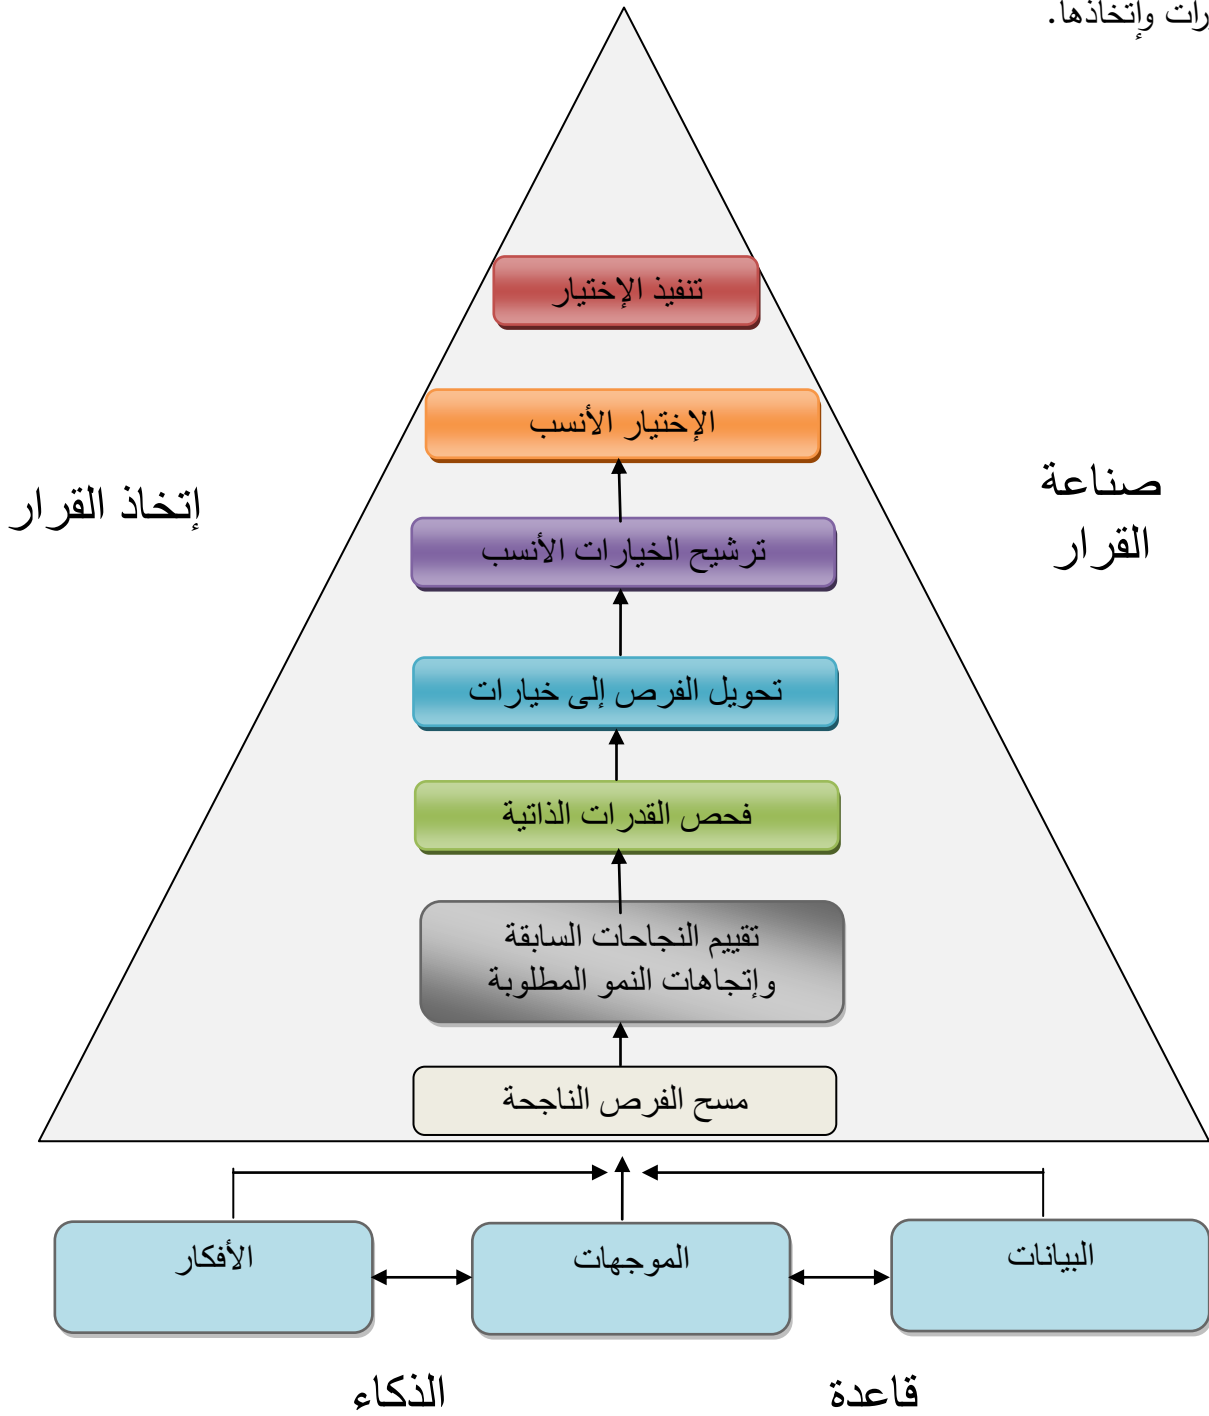 رات وإتخاذها.
تنفيذ الإختيار
الإختيار الأنسب
صناعة
القرار
إتخاذ القرار
ترشيح الخيارات الأنسب
تحويل الفرص إلى خيارات
فحص القدرات الذاتية
تقييم النجاحات السابقة
وإتجاهات النمو المطلوبة
مسح الفرص الناجحة
البيانات
الموجهات
الأفكار
قاعدة
الذكاء